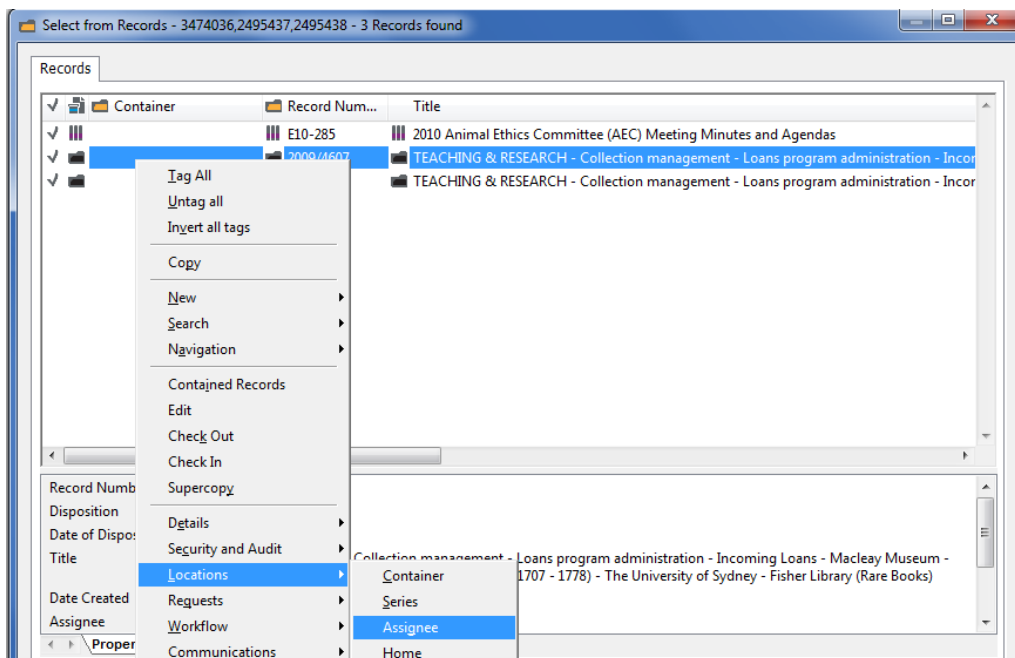 Select from Records - 3474036,2495437,2495438 - 3 Records found
Records
Container Record Num... Title
E10-285 2010 Animal Ethics Committee (AEC) Meeting Minutes and Agendas
2009/4607 TEACHING & RESEARCH - Collection management - Loans program administration - Incor
TEACHING & RESEARCH - Collection management - Loans program administration - Incor
Tag All
Untag all
Invert all tags
Copy
New
Search
Navigation
Contained Records
Edit
Check Out
Check In
Supercopy
Details
Security and Audit
Locations
Requests
Workflow
Communications
Container
Series
Assignee
Home
Record Numb
Disposition
Date of Dispo
Title
Collection management - Loans program administration - Incoming Loans - Macleay Museum -
1707 - 1778) - The University of Sydney - Fisher Library (Rare Books)
Date Created
Assignee
Proper